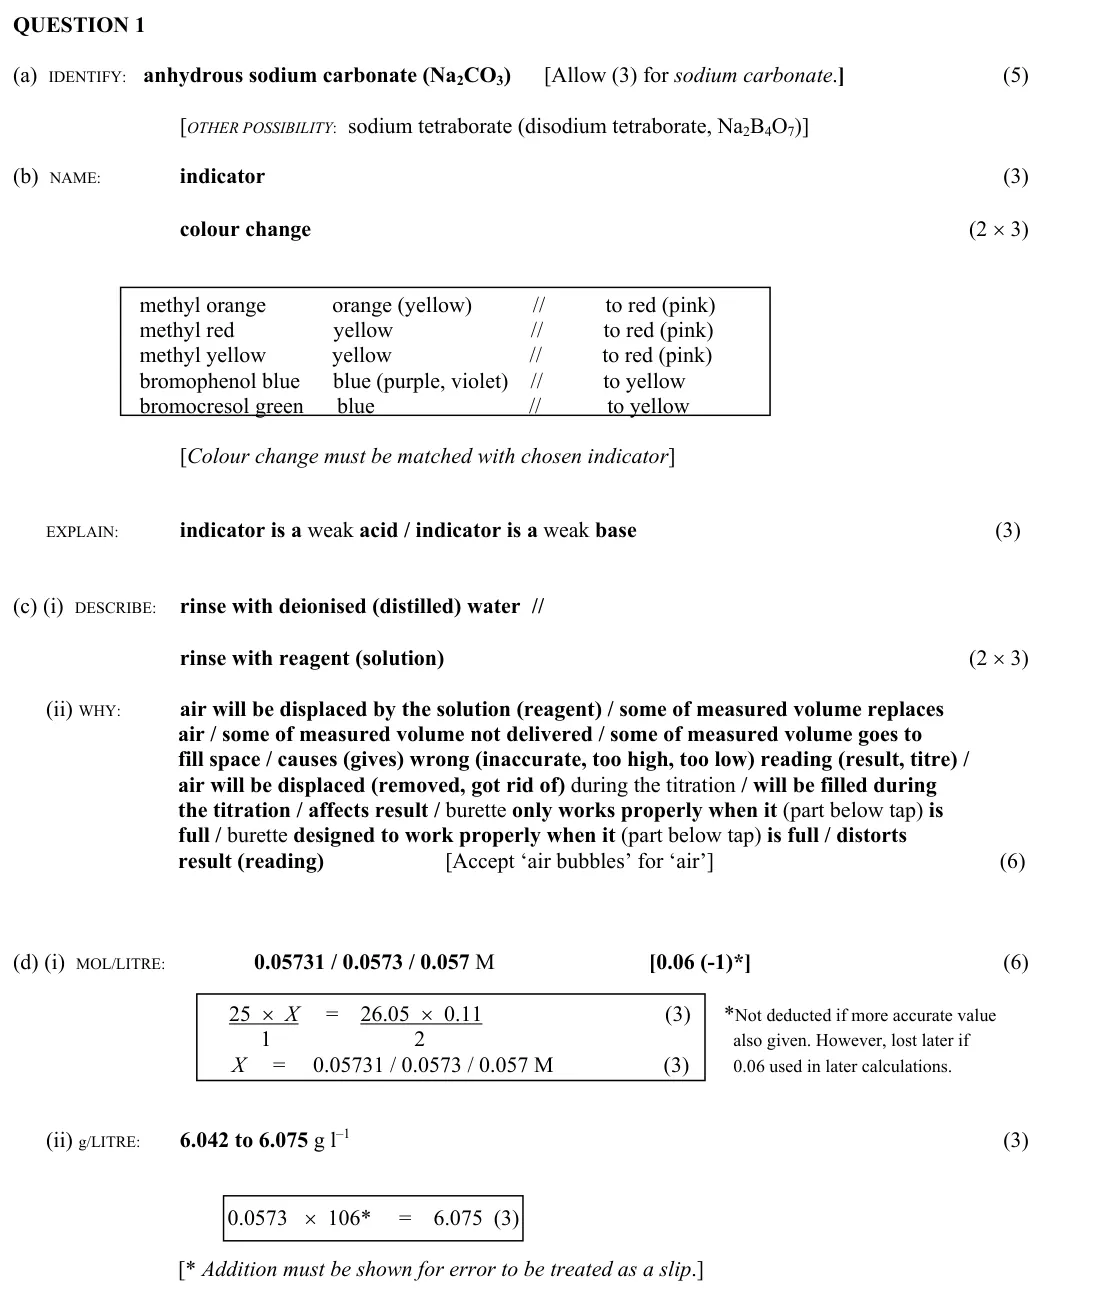 QUESTION 1
(a) IDENTIFY: anhydrous sodium carbonate (Na₂CO₃) [Allow (3) for sodium carbonate.] (5)
[OTHER POSSIBILITY: sodium tetraborate (disodium tetraborate, Na₂B₄O₇)]
(b) NAME: indicator (3)
colour change (2 × 3)
methyl orange orange (yellow) // to red (pink)
methyl red yellow // to red (pink)
methyl yellow yellow // to red (pink)
bromophenol blue blue (purple, violet) // to yellow
bromocresol green blue // to yellow
[Colour change must be matched with chosen indicator]
EXPLAIN: indicator is a weak acid / indicator is a weak base (3)
(c) (i) DESCRIBE: rinse with deionised (distilled) water //
rinse with reagent (solution) (2 × 3)
(ii) WHY: air will be displaced by the solution (reagent) / some of measured volume replaces
air / some of measured volume not delivered / some of measured volume goes to
fill space / causes (gives) wrong (inaccurate, too high, too low) reading (result, titre) /
air will be displaced (removed, got rid of) during the titration / will be filled during
the titration / affects result / burette only works properly when it (part below tap) is
full / burette designed to work properly when it (part below tap) is full / distorts
result (reading) [Accept ‘air bubbles’ for ‘air’] (6)
(d) (i) MOL/LITRE: 0.05731 / 0.0573 / 0.057 M [0.06 (-1)*] (6)
25 × X = 26.05 × 0.11 (3) *Not deducted if more accurate value
1 2 also given. However, lost later if
X = 0.05731 / 0.0573 / 0.057 M (3) 0.06 used in later calculations.
(ii) g/LITRE: 6.042 to 6.075 g l⁻¹ (3)
0.0573 × 106* = 6.075 (3)
[* Addition must be shown for error to be treated as a slip.]